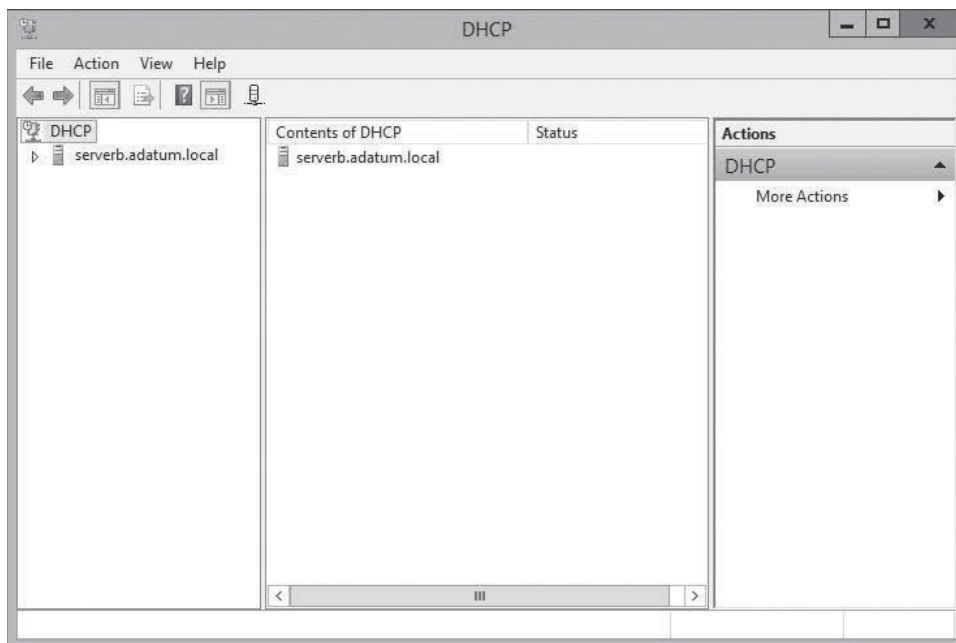 DHCP
File Action View Help
DHCP
serverb.adatum.local
Contents of DHCP Status
serverb.adatum.local
Actions
DHCP
More Actions